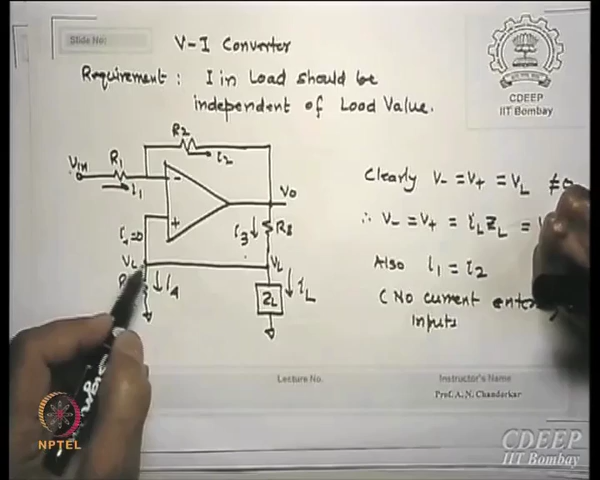 Slide No:
V-I Converter
Requirement : I in Load should be
independent of Load Value.
CDEEP
IIT Bombay
R2
i2
VIN
R1
i1
-
+
V0
R3
i3
i+=0
VL
i4
VL
ZL
iL
Clearly V- = V+ = VL ≠
∴ V- = V+ = iL ZL =
Also i1 = i2
(No current
inputs
Lecture No.
Instructor's Name
Prof. A. N. Chandorkar
NPTEL
CDEEP
IIT Bombay